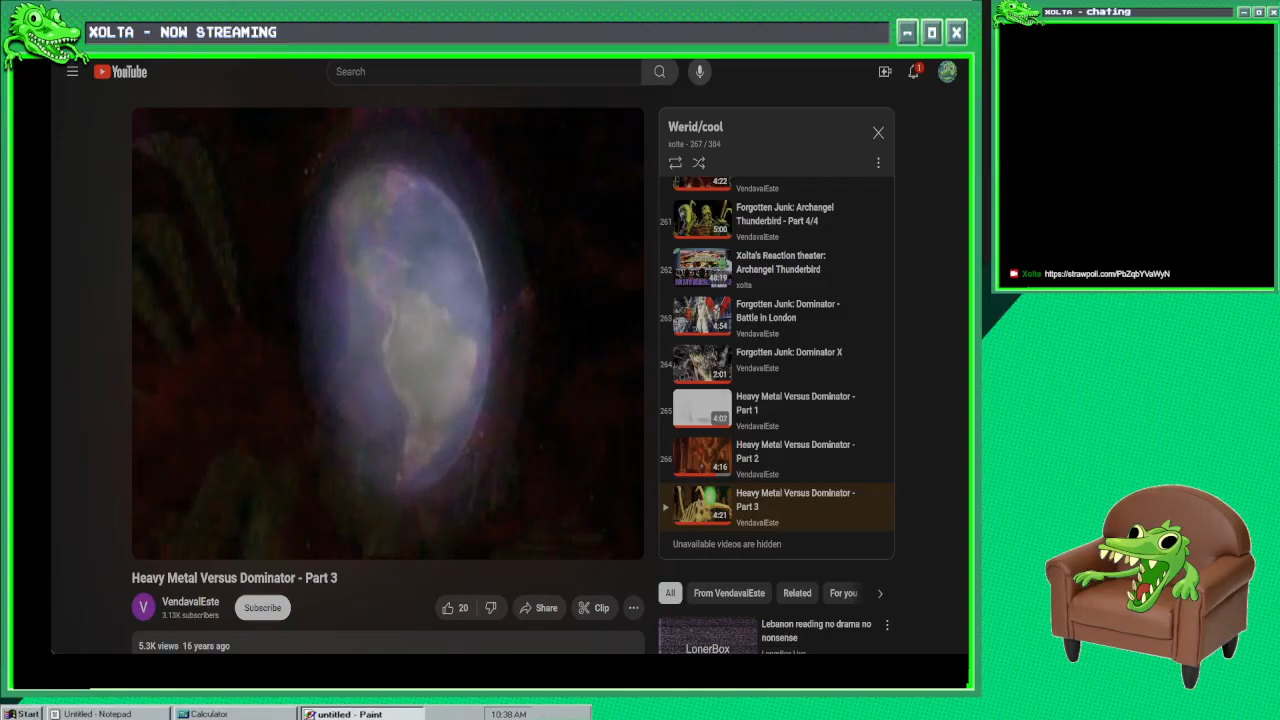 XOLTA - NOW STREAMING
XOLTA - chating
YouTube
Search
1
Werid/cool
xolta - 267 / 384
4:22
VendavalEste
261
5:00
Forgotten Junk: Archangel
Thunderbird - Part 4/4
VendavalEste
262
48:19
Xolta's Reaction theater:
Archangel Thunderbird
xolta
263
4:54
Forgotten Junk: Dominator -
Battle in London
VendavalEste
264
2:01
Forgotten Junk: Dominator X
VendavalEste
265
4:02
Heavy Metal Versus Dominator -
Part 1
VendavalEste
266
4:16
Heavy Metal Versus Dominator -
Part 2
VendavalEste
4:21
Heavy Metal Versus Dominator -
Part 3
VendavalEste
Unavailable videos are hidden
Xolta https://strawpoll.com/PbZqbYVaWyN
Heavy Metal Versus Dominator - Part 3
V
VendavalEste
3.13K subscribers
Subscribe
20
Share
Clip
5.3K views 16 years ago
All
From VendavalEste
Related
For you
LonerBox
Lebanon reading no drama no
nonsense
LonerBox Live
Start
Untitled - Notepad
Calculator
untitled - Paint
10:38 AM